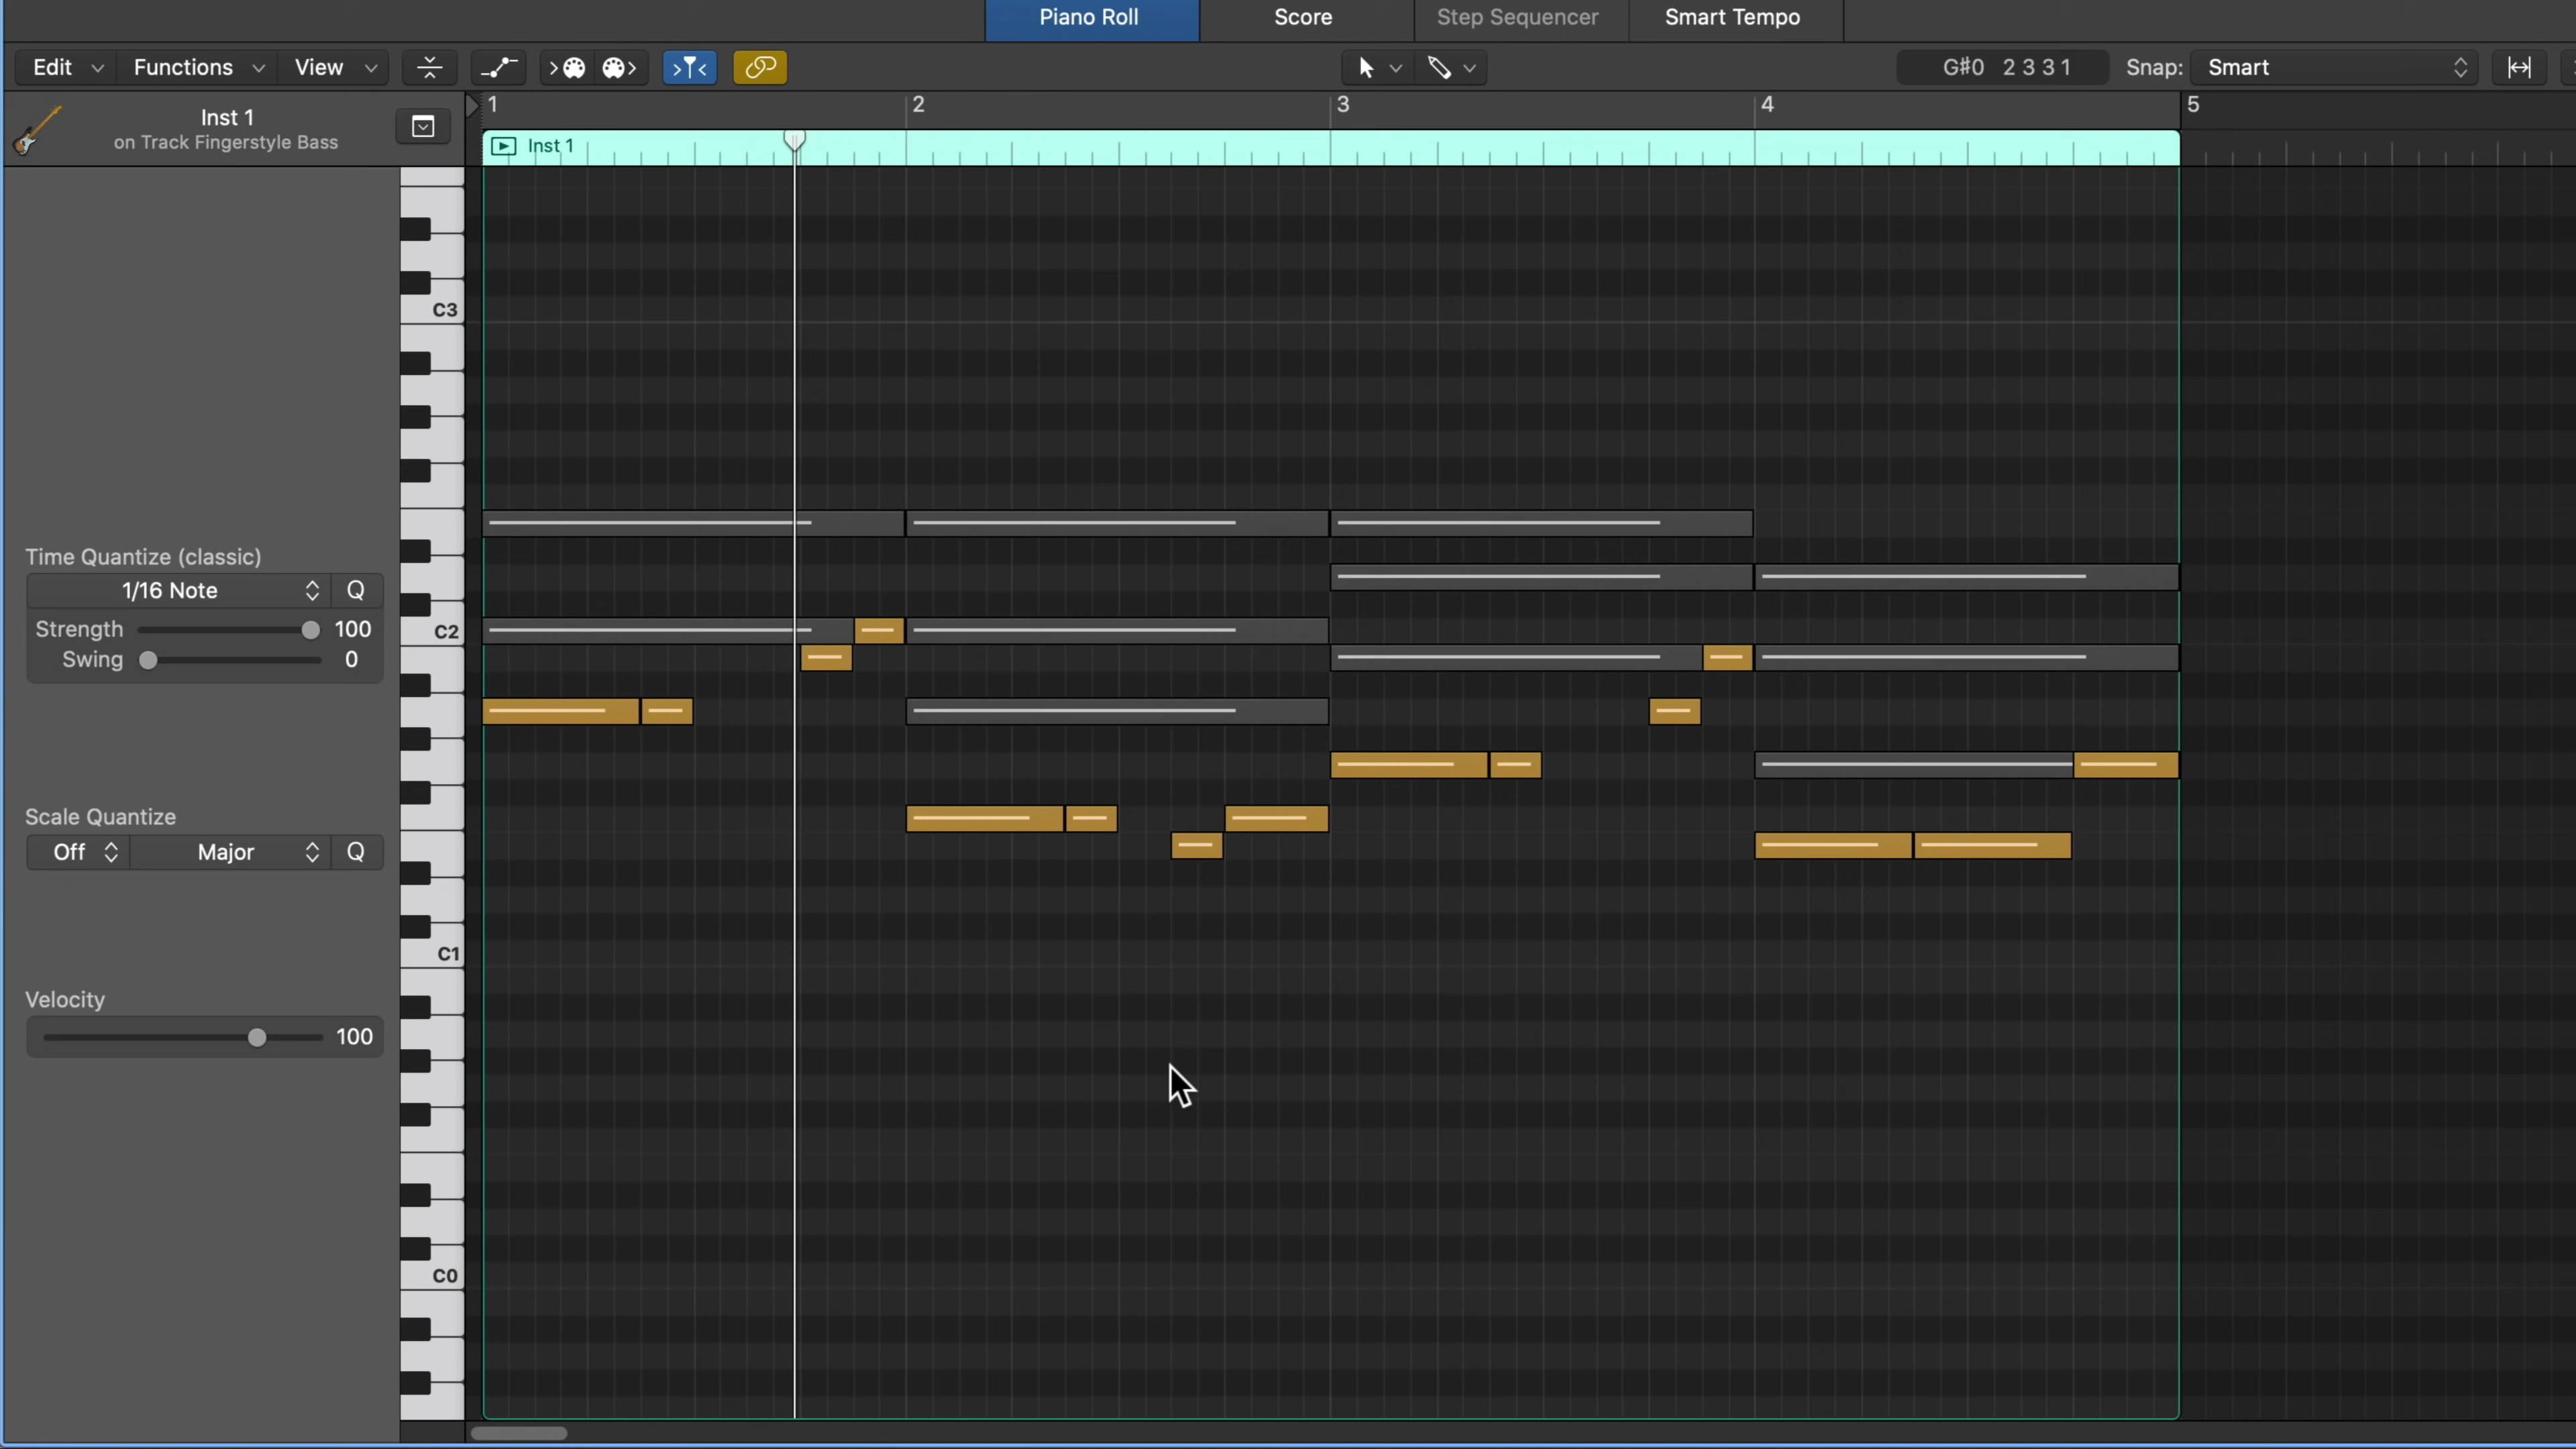 Piano Roll Score Step Sequencer Smart Tempo
Edit Functions View G#0 2 3 3 1 Snap: Smart
Inst 1
on Track Fingerstyle Bass
1 2 3 4 5
Inst 1
C3
Time Quantize (classic)
1/16 Note Q
Strength 100
Swing 0
C2
Scale Quantize
Off Major Q
C1
Velocity
100
C0